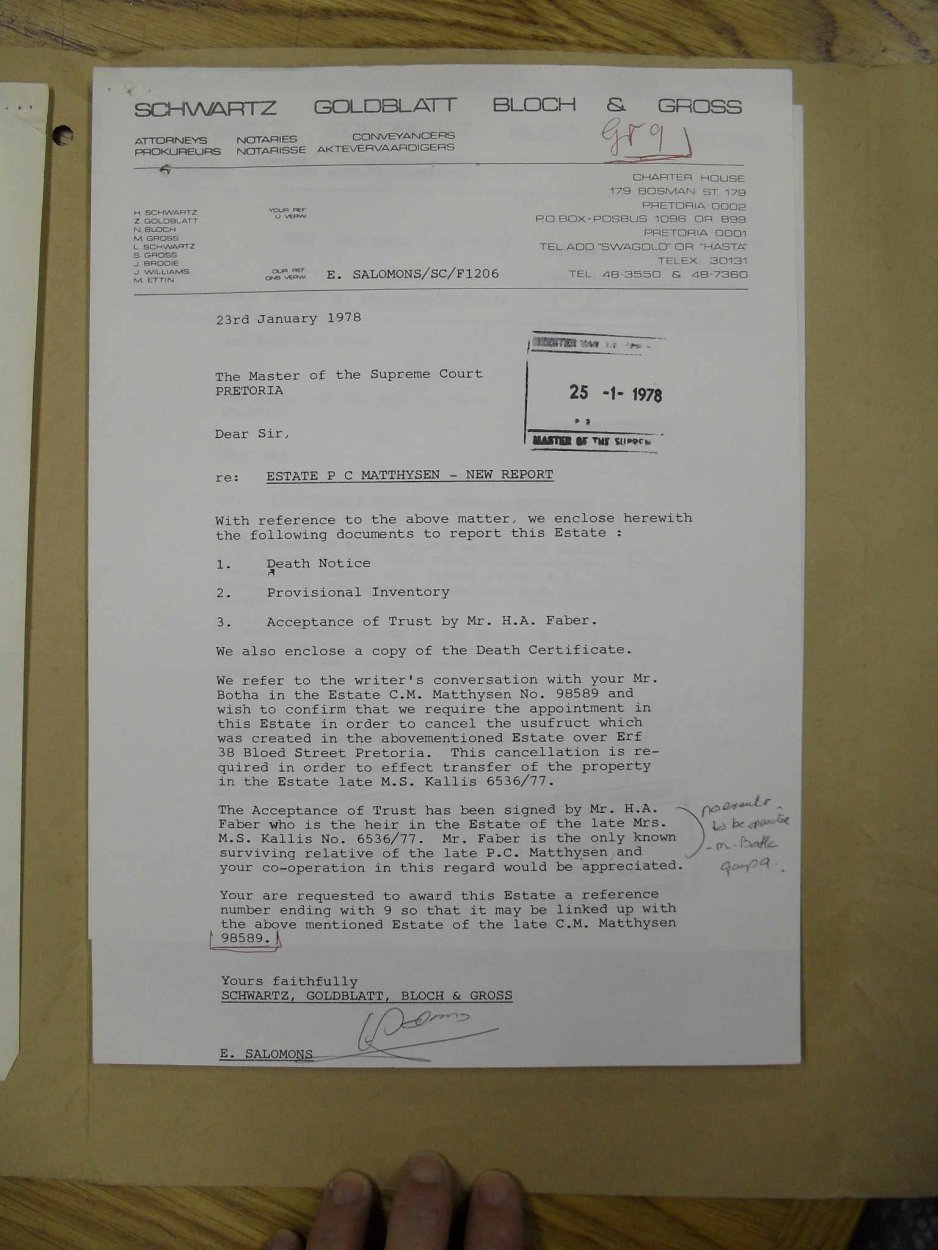 SCHWARTZ GOLDBLATT BLOCH & GROSS
ATTORNEYS NOTARIES CONVEYANCERS
PROKUREURS NOTARISSE AKTEVERVAARDIGERS
gr 9
CHARTER HOUSE
179 BOSMAN ST. 179
PRETORIA 0002
P.O. BOX-POSBUS 1096 OR 899
PRETORIA 0001
TEL.ADD "SWAGOLD" OR "HASTA"
TELEX: 30131
TEL. 48-3550 & 48-7360
H. SCHWARTZ
Z. GOLDBLATT
N. BLOCH
M. GROSS
L. SCHWARTZ
S. GROSS
J. BRODIE
J. WILLIAMS
M. ETTIN
YOUR REF
U. VERW
OUR REF
ONS VERW
E. SALOMONS/SC/F1206
23rd January 1978
25 -1- 1978
MASTER OF THE
The Master of the Supreme Court
PRETORIA
Dear Sir,
re: ESTATE P C MATTHYSEN - NEW REPORT
With reference to the above matter, we enclose herewith
the following documents to report this Estate :
1. Death Notice
2. Provisional Inventory
3. Acceptance of Trust by Mr. H.A. Faber.
We also enclose a copy of the Death Certificate.
We refer to the writer's conversation with your Mr.
Botha in the Estate C.M. Matthysen No. 98589 and
wish to confirm that we require the appointment in
this Estate in order to cancel the usufruct which
was created in the abovementioned Estate over Erf
38 Bloed Street Pretoria. This cancellation is re-
quired in order to effect transfer of the property
in the Estate late M.S. Kallis 6536/77.
The Acceptance of Trust has been signed by Mr. H.A.
Faber who is the heir in the Estate of the late Mrs.
M.S. Kallis No. 6536/77. Mr. Faber is the only known
surviving relative of the late P.C. Matthysen and
your co-operation in this regard would be appreciated.
to be
Your are requested to award this Estate a reference
number ending with 9 so that it may be linked up with
the above mentioned Estate of the late C.M. Matthysen
98589.
Yours faithfully
SCHWARTZ, GOLDBLATT, BLOCH & GROSS
E. SALOMONS